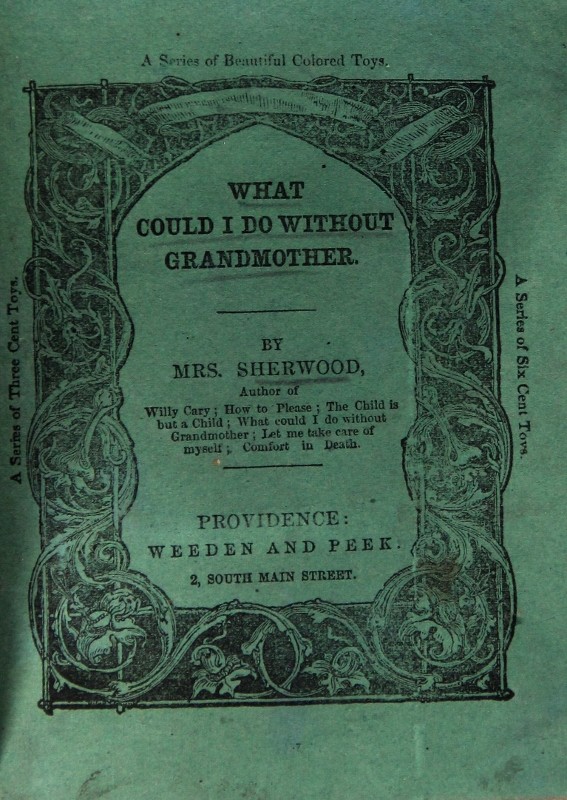 A Series of Beautiful Colored Toys.
WHAT
COULD I DO WITHOUT
GRANDMOTHER.
BY
MRS. SHERWOOD,
Author of
Willy Cary ; How to Please ; The Child is
but a Child ; What could I do without
Grandmother ; Let me take care of
myself ; Comfort in Death.
PROVIDENCE:
WEEDEN AND PEEK.
2, SOUTH MAIN STREET.
A Series of Three Cent Toys.
A Series of Six Cent Toys.